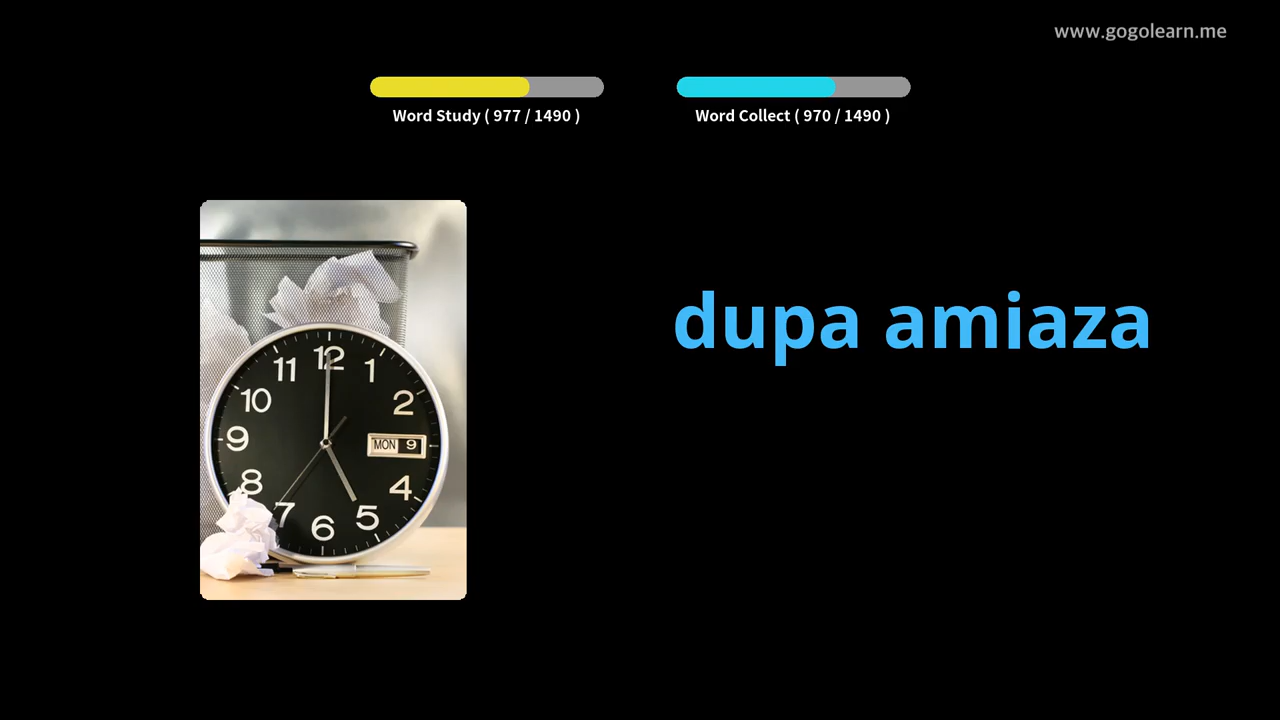 www.gogolearn.me
Word Study ( 977 / 1490 )
Word Collect ( 970 / 1490 )
dupa amiaza
12
11
1
10
2
9
MON 9
8
4
7
5
6